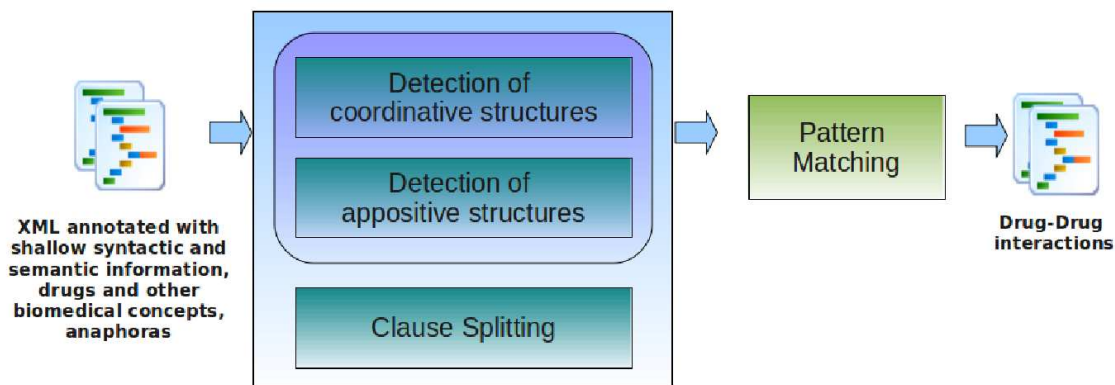 XML annotated with
shallow syntactic and
semantic information,
drugs and other
biomedical concepts,
anaphoras
Detection of
coordinative structures
Detection of
appositive structures
Clause Splitting
Pattern
Matching
Drug-Drug
interactions